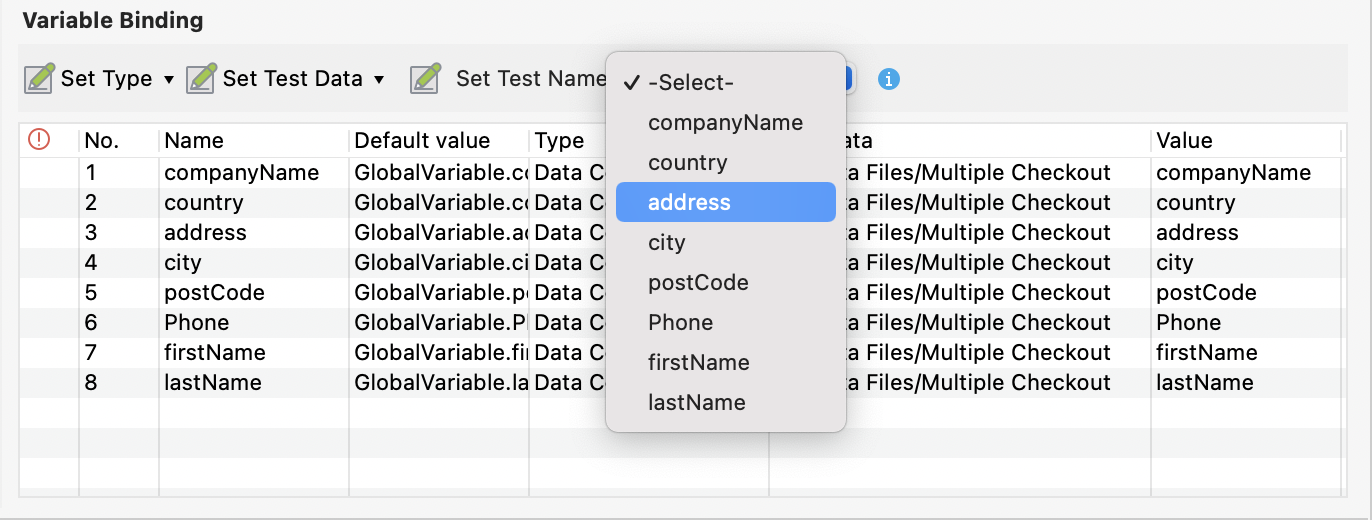 Variable Binding
Set Type Set Test Data Set Test Name
-Select-
companyName
country
address
city
postCode
Phone
firstName
lastName
No. Name Default value Type ata Value
1 companyName GlobalVariable.co Data C a Files/Multiple Checkout companyName
2 country GlobalVariable.co Data C a Files/Multiple Checkout country
3 address GlobalVariable.ac Data C a Files/Multiple Checkout address
4 city GlobalVariable.ci Data C a Files/Multiple Checkout city
5 postCode GlobalVariable.p Data C a Files/Multiple Checkout postCode
6 Phone GlobalVariable.P Data C a Files/Multiple Checkout Phone
7 firstName GlobalVariable.fi Data C a Files/Multiple Checkout firstName
8 lastName GlobalVariable.la Data C a Files/Multiple Checkout lastName